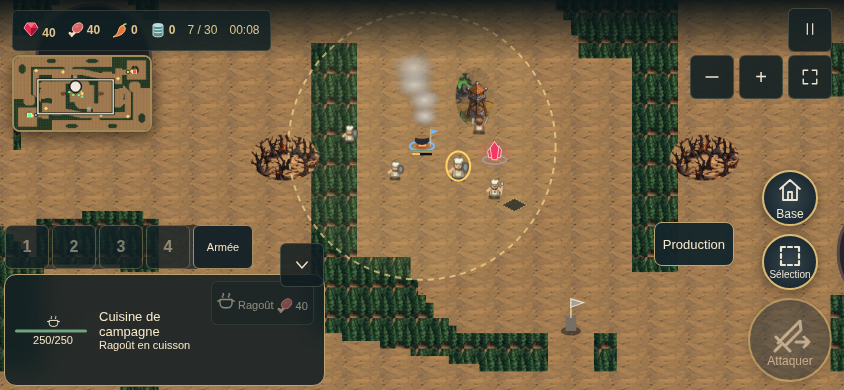 40 40 0 0 7 / 30 00:08
1 2 3 4 Armée
Ragoût 40
Cuisine de
campagne
Ragoût en cuisson
250/250
Production
Base
Sélection
Attaquer